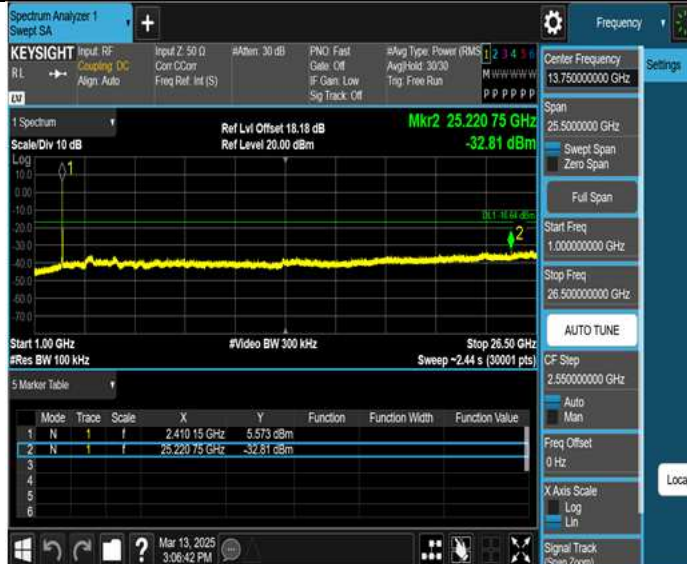 Spectrum Analyzer 1
Swept SA
+
Frequency
KEYSIGHT
RL
Input: RF
Coupling: DC
Align: Auto
Input Z: 50 Ω
Corr CCorr
Freq Ref: Int (S)
#Atten: 30 dB
PNO: Fast
Gate: Off
IF Gain: Low
Sig Track: Off
#Avg Type: Power (RMS
Avg|Hold: 30/30
Trig: Free Run
1 2 3 4 5 6
M W W W W W
P P P P P P
LXI
1 Spectrum
Scale/Div 10 dB
Ref Lvl Offset 18.18 dB
Ref Level 20.00 dBm
Mkr2 25.220 75 GHz
-32.81 dBm
Log
10.0
0.00
-10.0
-20.0
-30.0
-40.0
-50.0
-60.0
-70.0
1
2
DL1 -14.64 dBm
Start 1.00 GHz
#Video BW 300 kHz
Stop 26.50 GHz
#Res BW 100 kHz
Sweep ~2.44 s (30001 pts)
5 Marker Table
Mode Trace Scale X Y Function Function Width Function Value
1 N 1 f 2.410 15 GHz 5.573 dBm
2 N 1 f 25.220 75 GHz -32.81 dBm
3
4
5
6
?
Mar 13, 2025
3:06:42 PM
Center Frequency
13.750000000 GHz
Settings
Span
25.5000000 GHz
Swept Span
Zero Span
Full Span
Start Freq
1.000000000 GHz
Stop Freq
26.500000000 GHz
AUTO TUNE
CF Step
2.550000000 GHz
Auto
Man
Freq Offset
0 Hz
Loca
X Axis Scale
Log
Lin
Signal Track
(Span Zoom)